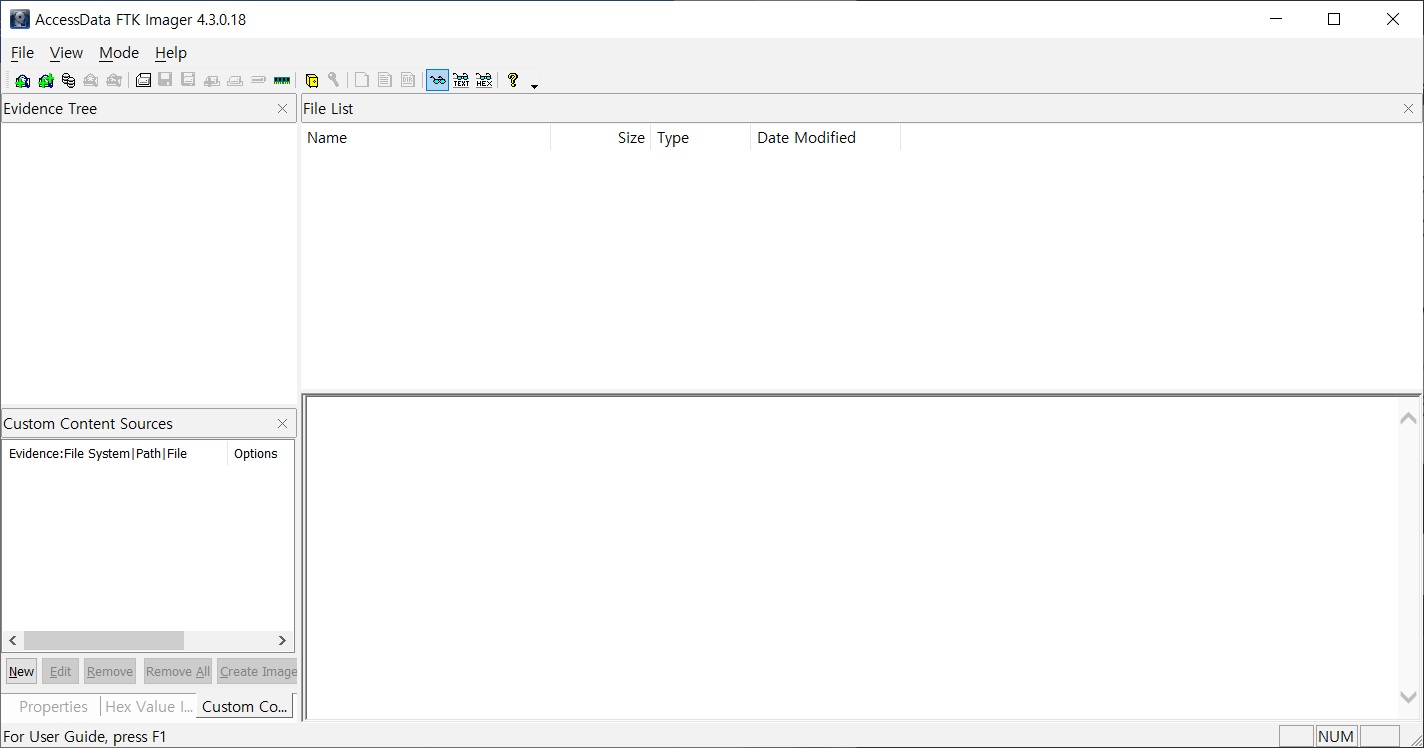 AccessData FTK Imager 4.3.0.18
File View Mode Help
TEXT HEX
Evidence Tree
File List
Name Size Type Date Modified
Custom Content Sources
Evidence:File System|Path|File Options
New Edit Remove Remove All Create Image
Properties Hex Value I... Custom Co...
For User Guide, press F1
NUM